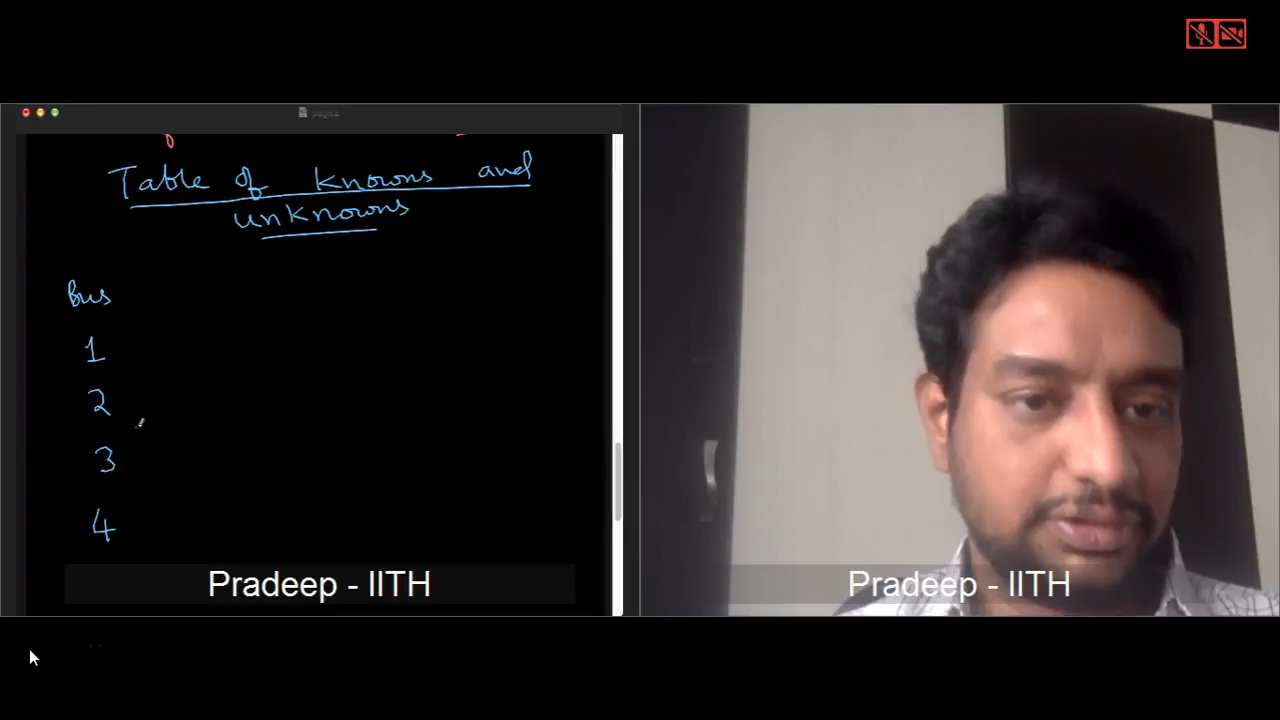 Table of Knowns and
unknowns
Bus
1
2
3
4
Pradeep - IITH
Pradeep - IITH